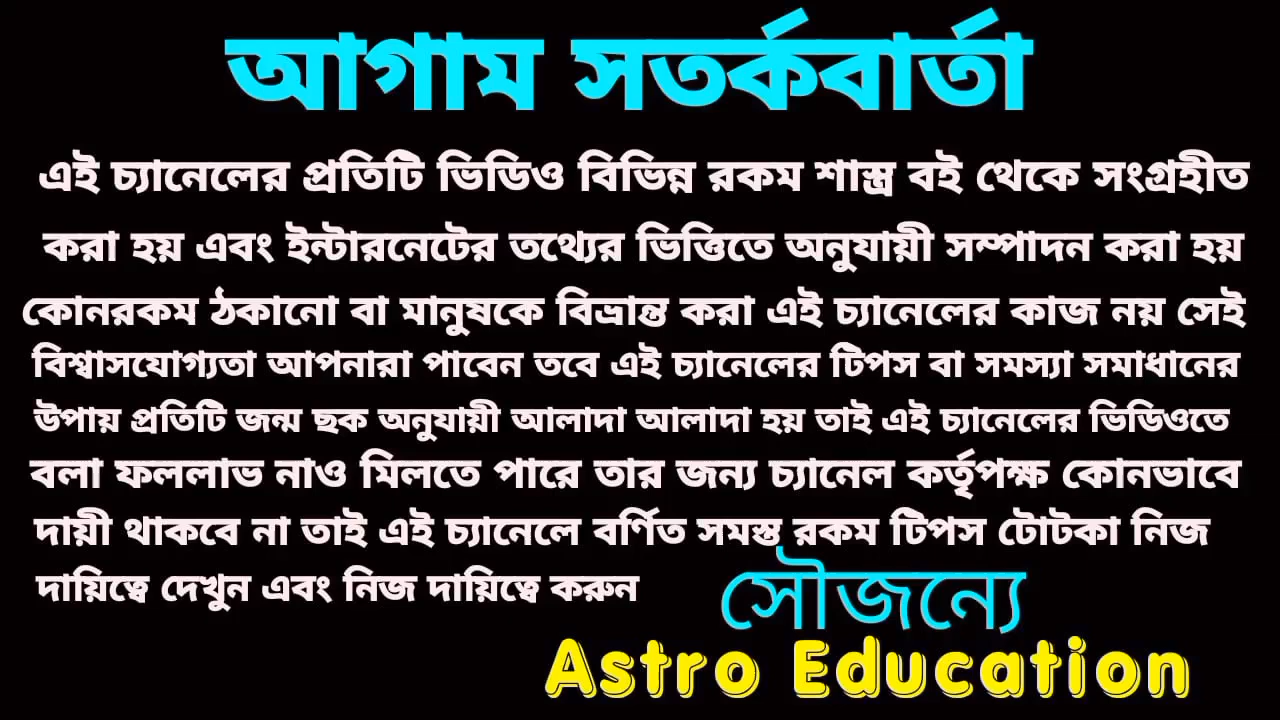 আগাম সতর্কবার্তা
এই চ্যানেলের প্রতিটি ভিডিও বিভিন্ন রকম শাস্ত্র বই থেকে সংগ্রহীত
করা হয় এবং ইন্টারনেটের তথ্যের ভিত্তিতে অনুযায়ী সম্পাদন করা হয়
কোনরকম ঠকানো বা মানুষকে বিভ্রান্ত করা এই চ্যানেলের কাজ নয় সেই
বিশ্বাসযোগ্যতা আপনারা পাবেন তবে এই চ্যানেলের টিপস বা সমস্যা সমাধানের
উপায় প্রতিটি জন্ম ছক অনুযায়ী আলাদা আলাদা হয় তাই এই চ্যানেলের ভিডিওতে
বলা ফললাভ নাও মিলতে পারে তার জন্য চ্যানেল কর্তৃপক্ষ কোনভাবে
দায়ী থাকবে না তাই এই চ্যানেলে বর্ণিত সমস্ত রকম টিপস টোটকা নিজ
দায়িত্বে দেখুন এবং নিজ দায়িত্বে করুন
সৌজন্যে
Astro Education